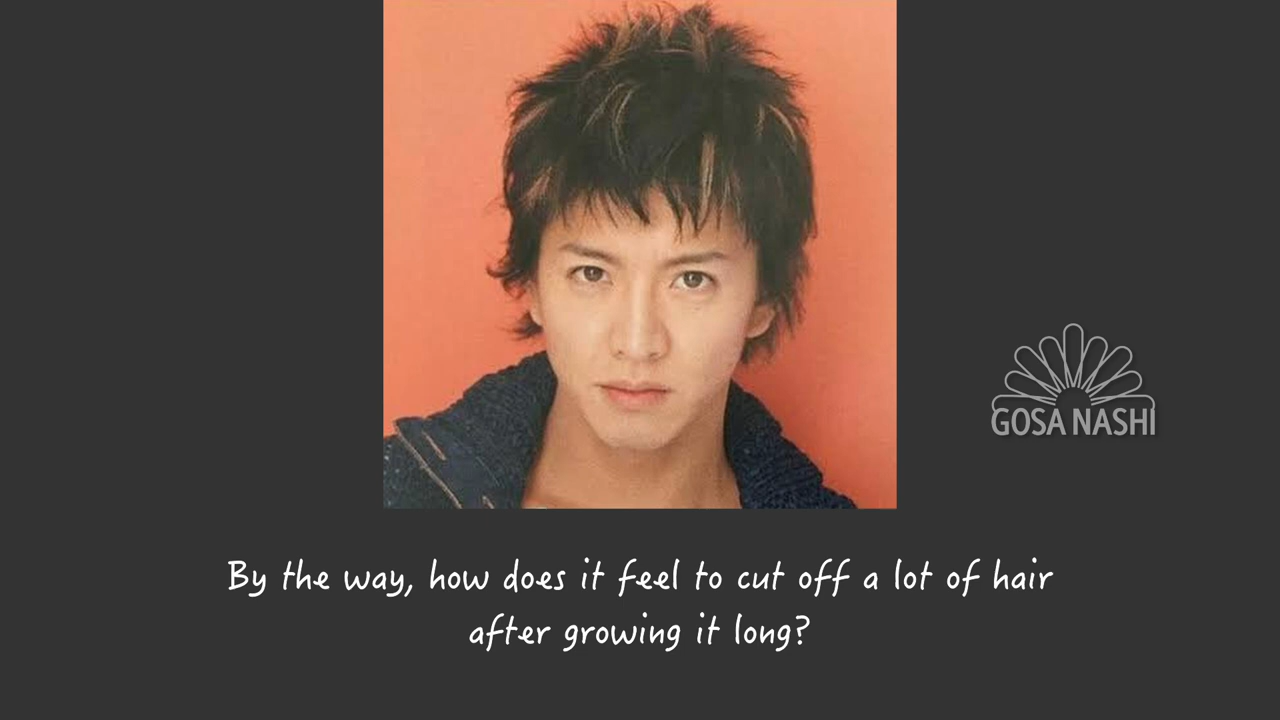 GOSA NASHI
By the way, how does it feel to cut off a lot of hair
after growing it long?